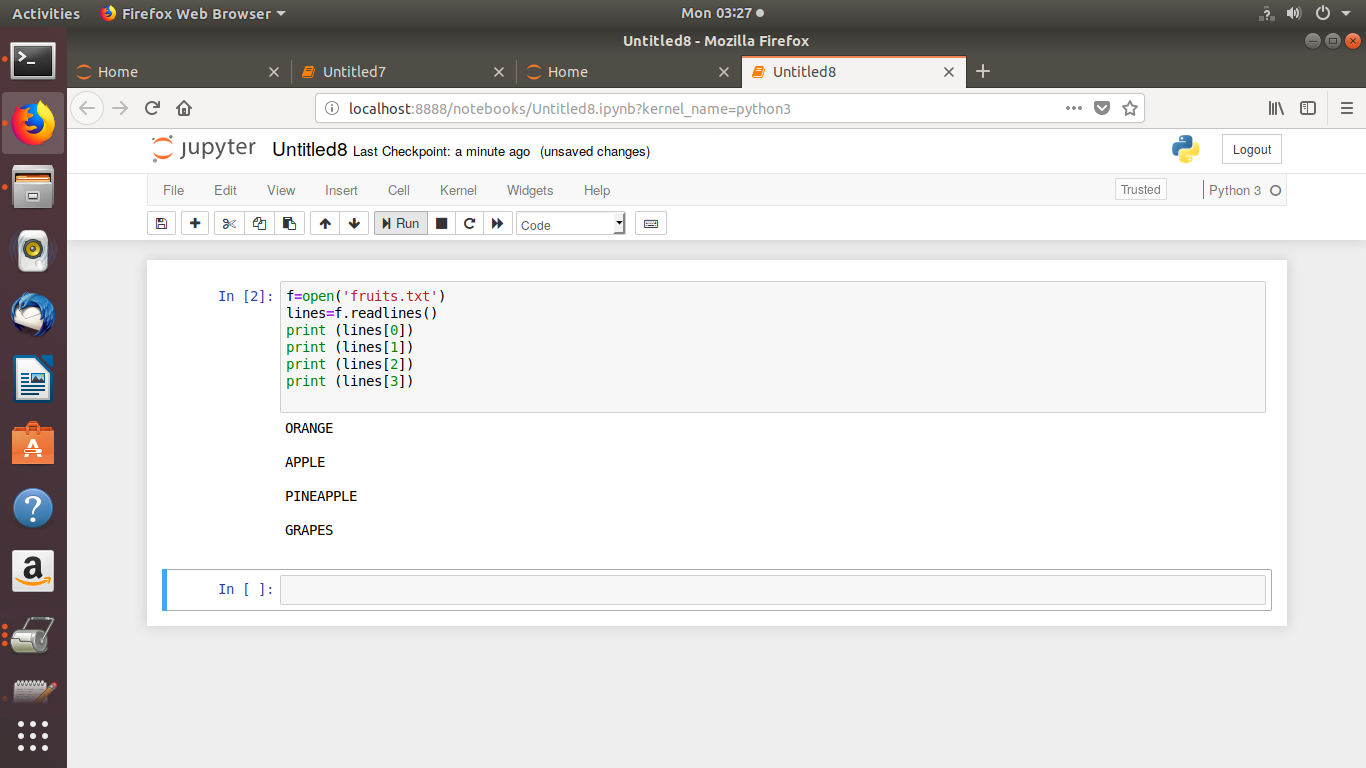 Activities Firefox Web Browser Mon 03:27
Untitled8 - Mozilla Firefox
Home Untitled7 Home Untitled8
localhost:8888/notebooks/Untitled8.ipynb?kernel_name=python3
jupyter Untitled8 Last Checkpoint: a minute ago (unsaved changes) Logout
File Edit View Insert Cell Kernel Widgets Help Trusted Python 3
Run Code
In [2]: f=open('fruits.txt')
lines=f.readlines()
print (lines[0])
print (lines[1])
print (lines[2])
print (lines[3])
ORANGE
APPLE
PINEAPPLE
GRAPES
In [ ]: